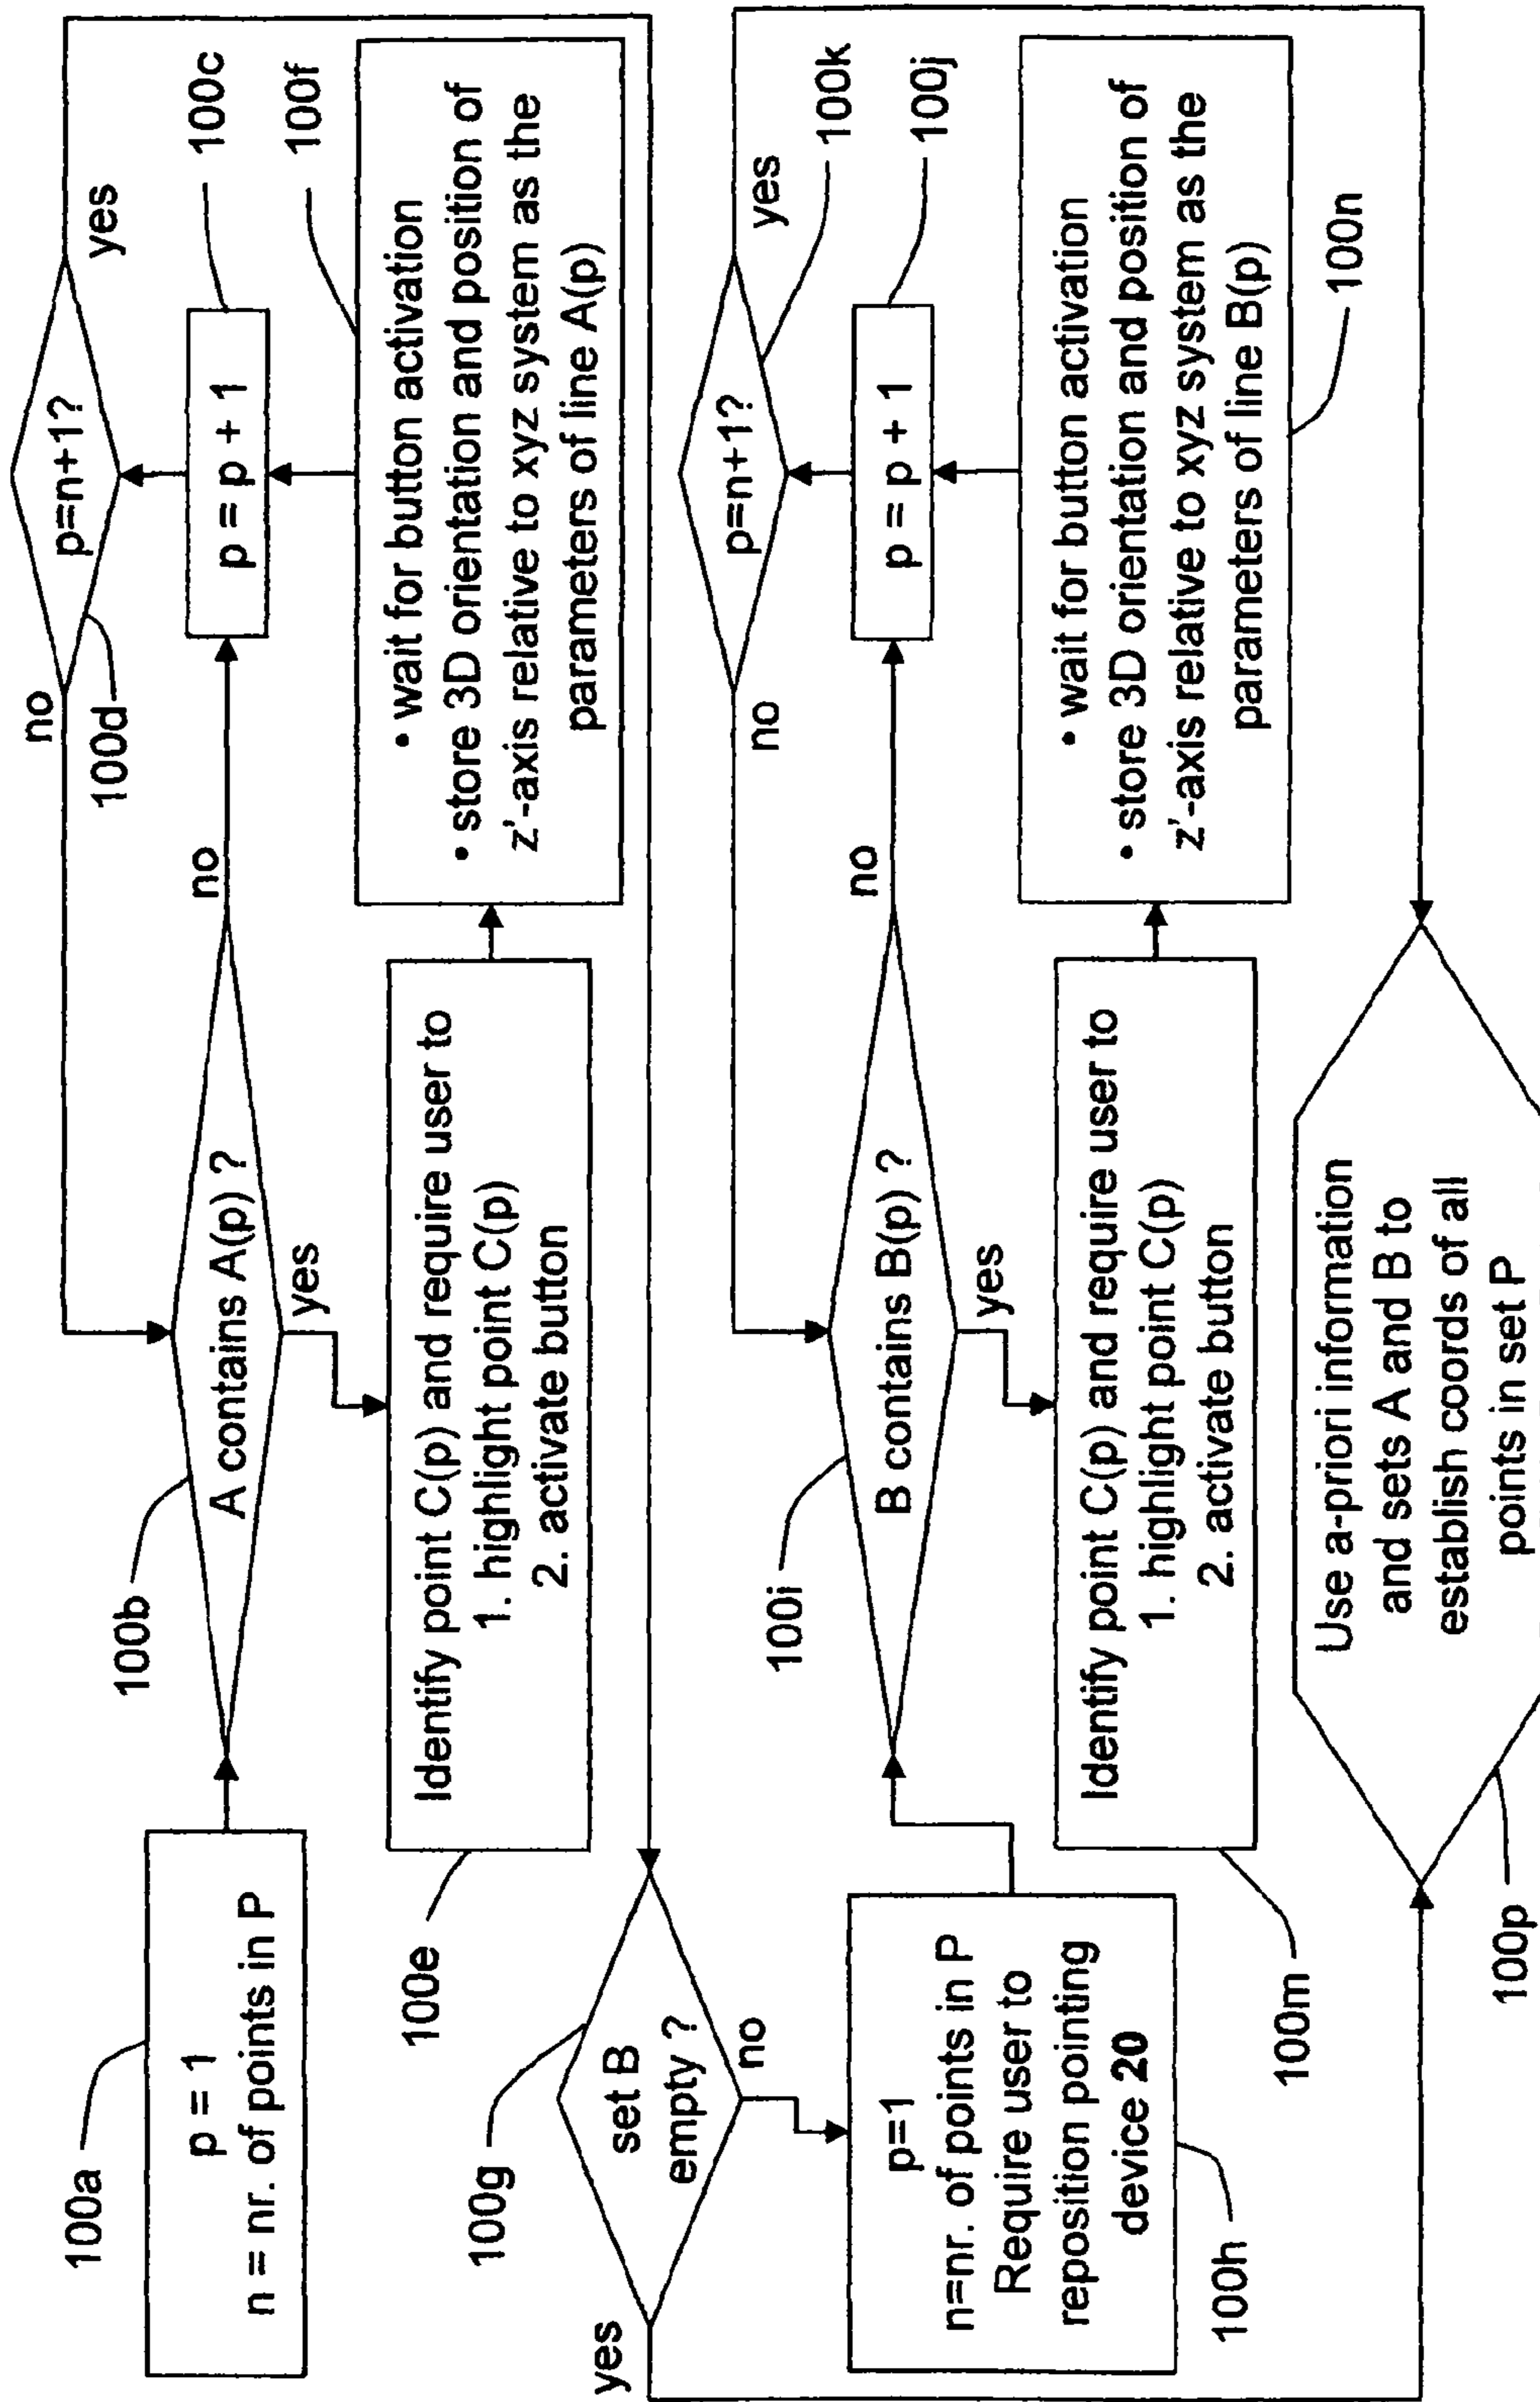 100a
p = 1
n = nr. of points in P
100b
A contains A(p) ?
no
yes
no
p=n+1?
yes
100d
p = p + 1
100c
100e
Identify point C(p) and require user to
1. highlight point C(p)
2. activate button
100f
• wait for button activation
• store 3D orientation and position of
z'-axis relative to xyz system as the
parameters of line A(p)
100g
set B
empty ?
yes
no
p=1
n=nr. of points in P
Require user to
reposition pointing
device 20
100h
100i
B contains B(p) ?
no
yes
no
p=n+1?
yes
100k
p = p + 1
100j
Identify point C(p) and require user to
1. highlight point C(p)
2. activate button
100m
• wait for button activation
• store 3D orientation and position of
z'-axis relative to xyz system as the
parameters of line B(p)
100n
Use a-priori information
and sets A and B to
establish coords of all
points in set P
100p